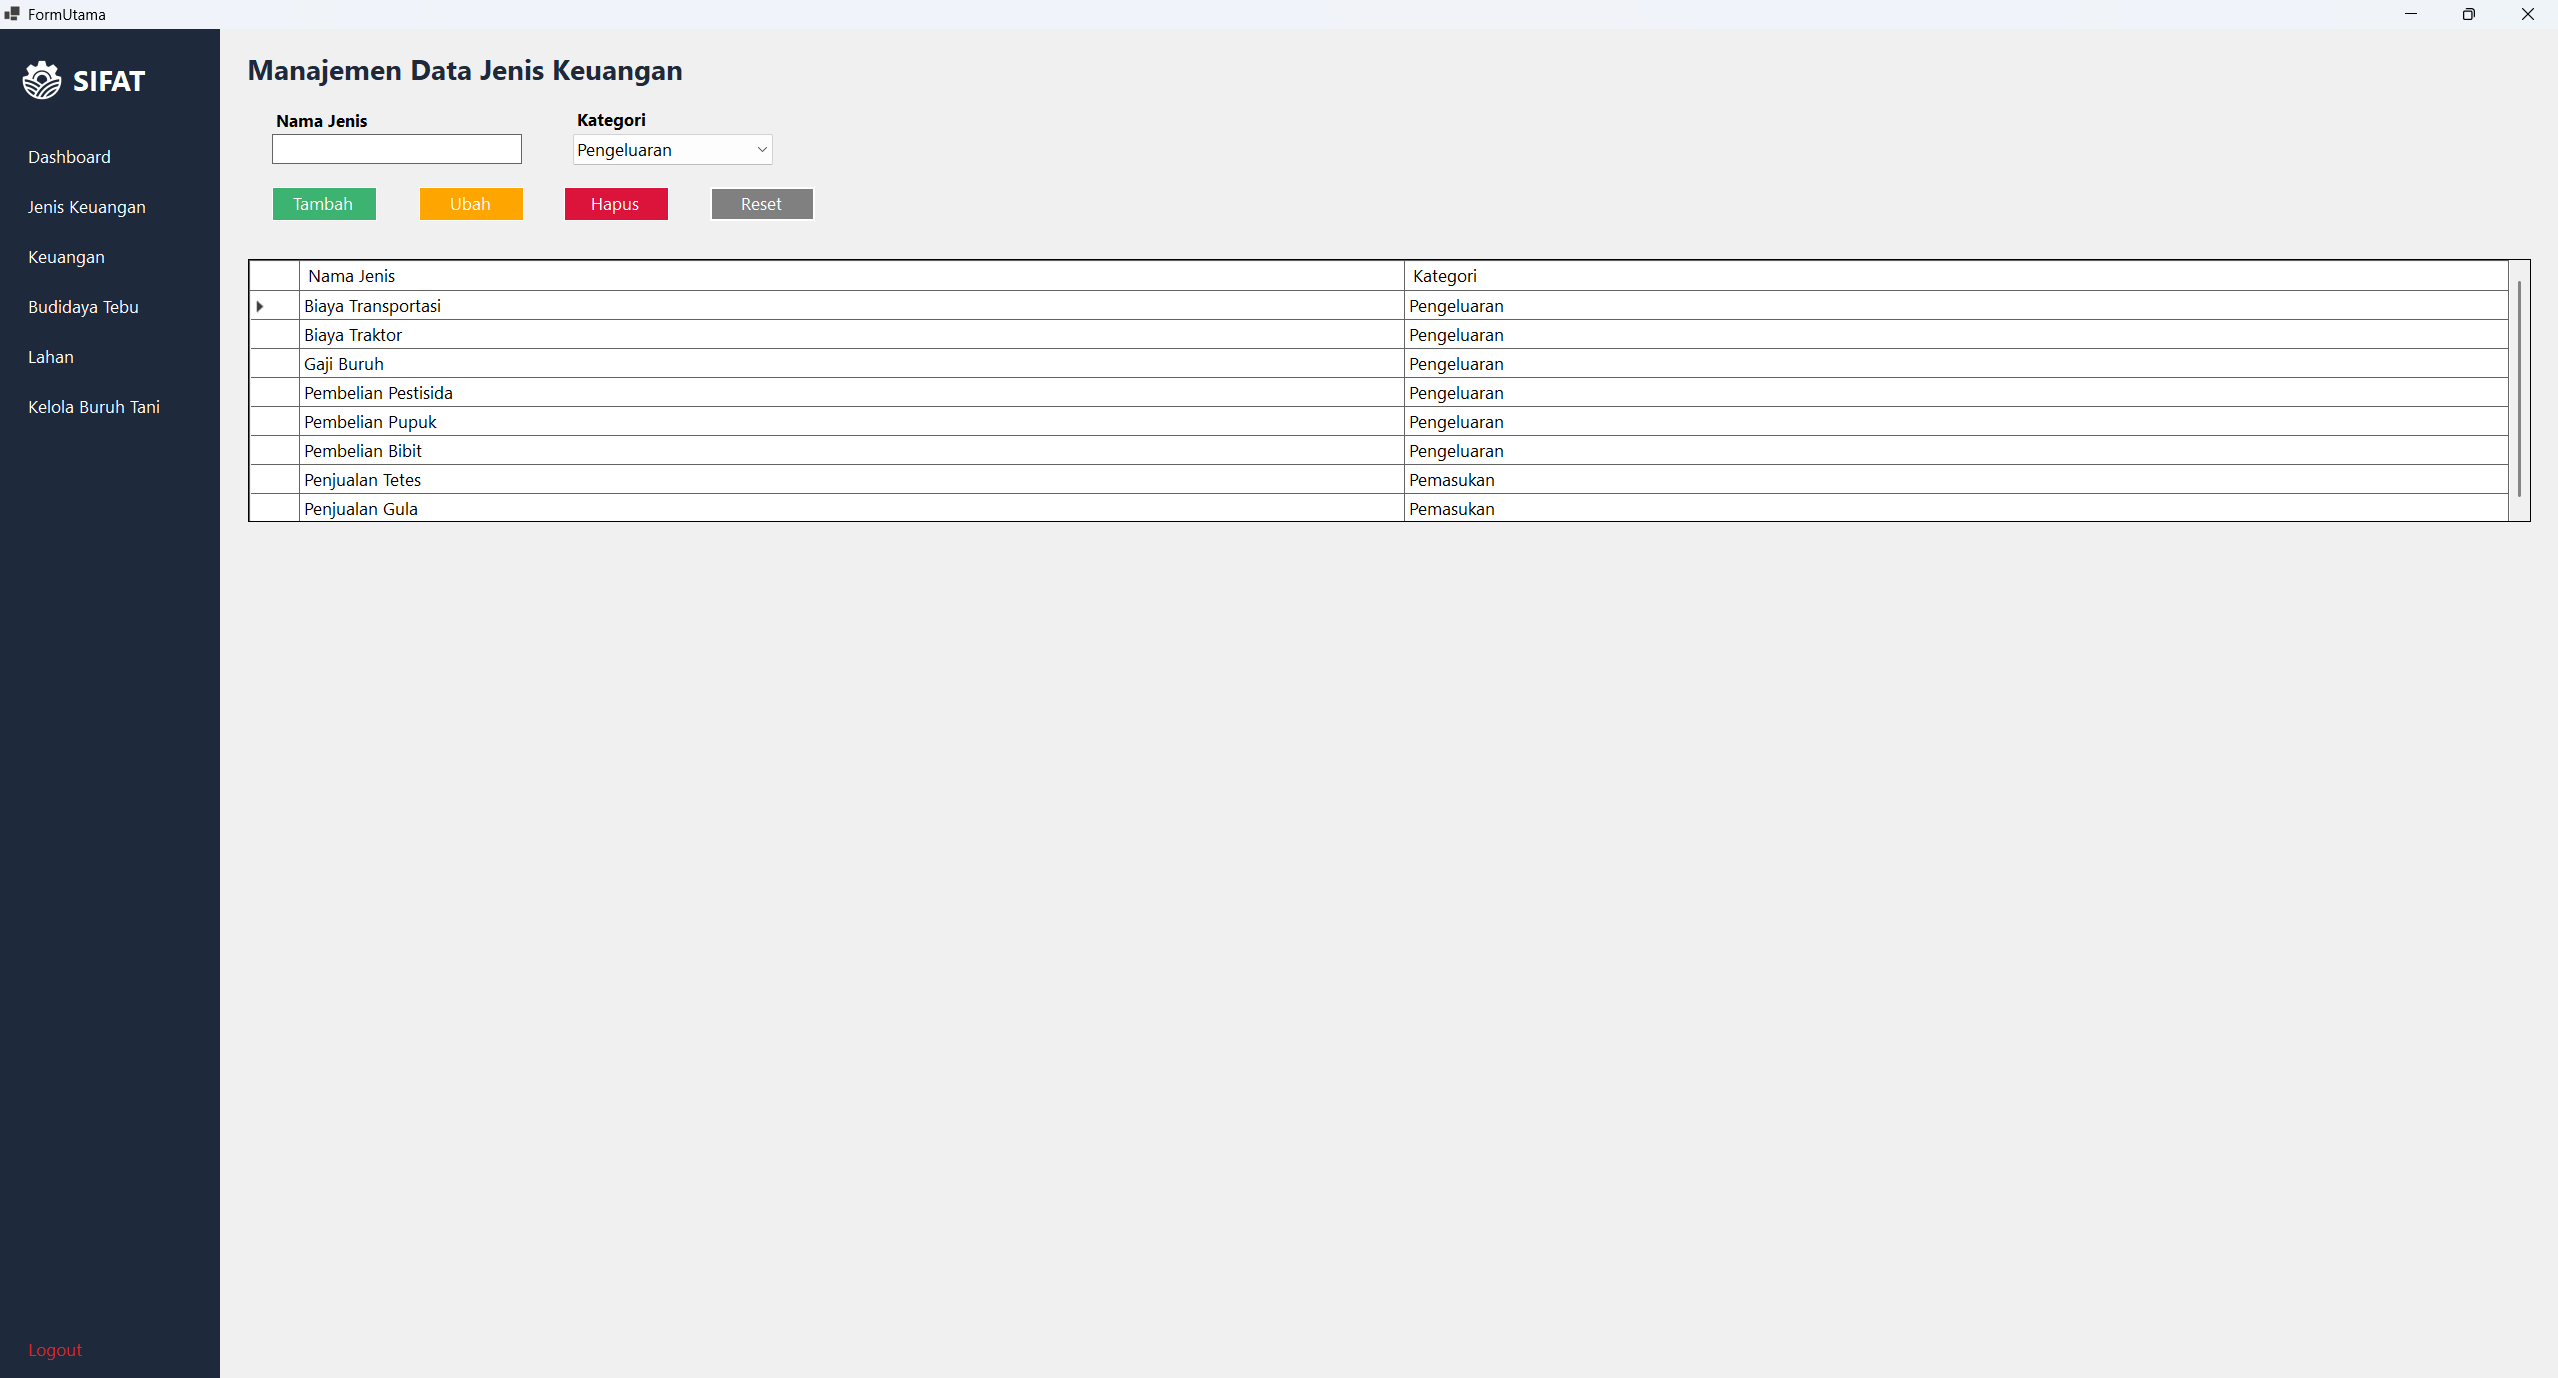 FormUtama
SIFAT
Dashboard
Jenis Keuangan
Keuangan
Budidaya Tebu
Lahan
Kelola Buruh Tani
Logout
Manajemen Data Jenis Keuangan
Nama Jenis Kategori
Pengeluaran
Tambah Ubah Hapus Reset
Nama Jenis Kategori
Biaya Transportasi Pengeluaran
Biaya Traktor Pengeluaran
Gaji Buruh Pengeluaran
Pembelian Pestisida Pengeluaran
Pembelian Pupuk Pengeluaran
Pembelian Bibit Pengeluaran
Penjualan Tetes Pemasukan
Penjualan Gula Pemasukan